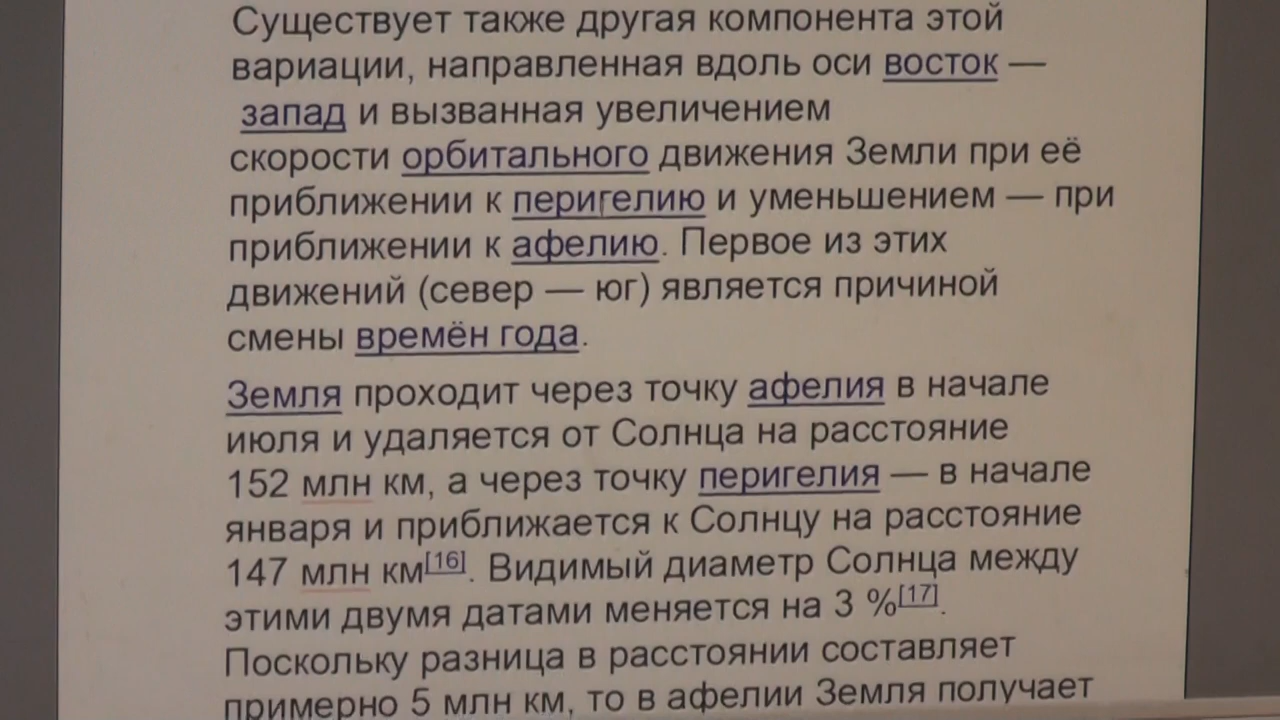 Существует также другая компонента этой
вариации, направленная вдоль оси восток —
запад и вызванная увеличением
скорости орбитального движения Земли при её
приближении к перигелию и уменьшением — при
приближении к афелию. Первое из этих
движений (север — юг) является причиной
смены времён года.
Земля проходит через точку афелия в начале
июля и удаляется от Солнца на расстояние
152 млн км, а через точку перигелия — в начале
января и приближается к Солнцу на расстояние
147 млн км[16]. Видимый диаметр Солнца между
этими двумя датами меняется на 3 %[17].
Поскольку разница в расстоянии составляет
примерно 5 млн км, то в афелии Земля получает